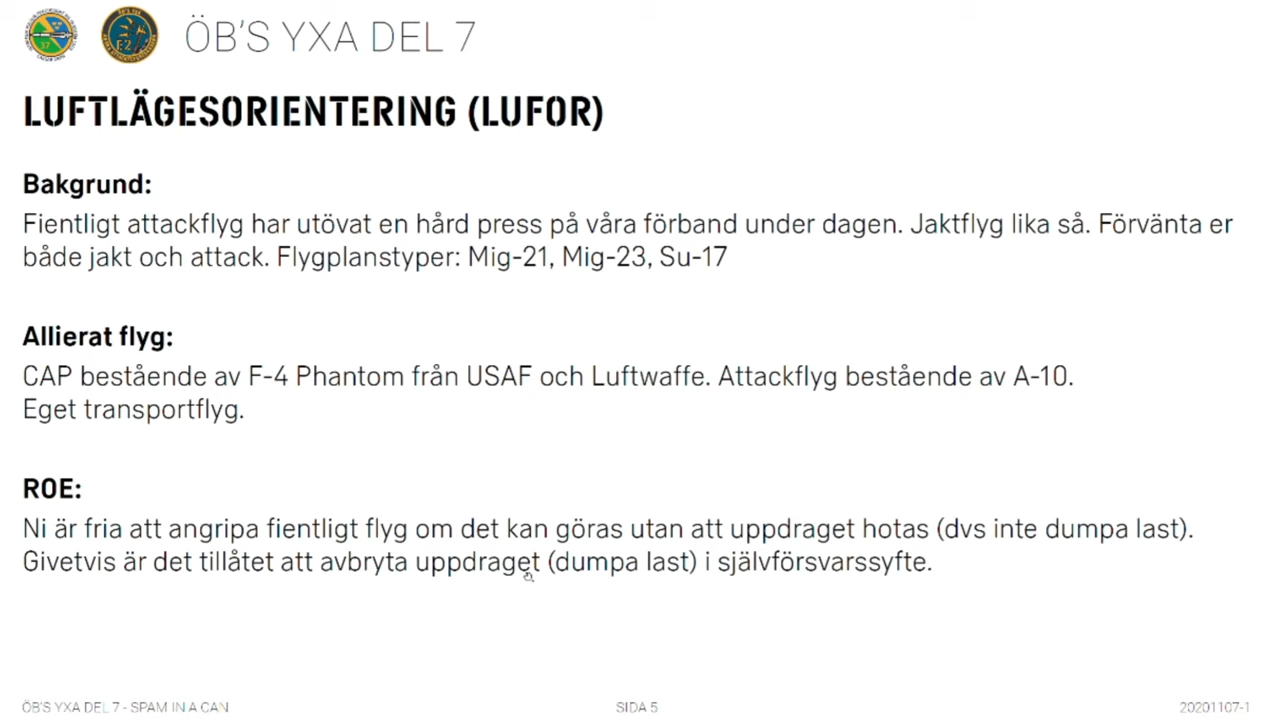 ÖB'S YXA DEL 7
LUFTLÄGESORIENTERING (LUFOR)
Bakgrund:
Fientligt attackflyg har utövat en hård press på våra förband under dagen. Jaktflyg lika så. Förvänta er
både jakt och attack. Flygplanstyper: Mig-21, Mig-23, Su-17
Allierat flyg:
CAP bestående av F-4 Phantom från USAF och Luftwaffe. Attackflyg bestående av A-10.
Eget transportflyg.
ROE:
Ni är fria att angripa fientligt flyg om det kan göras utan att uppdraget hotas (dvs inte dumpa last).
Givetvis är det tillåtet att avbryta uppdraget (dumpa last) i självförsvarssyfte.
ÖB'S YXA DEL 7 - SPAM IN A CAN
SIDA 5
20201107-1